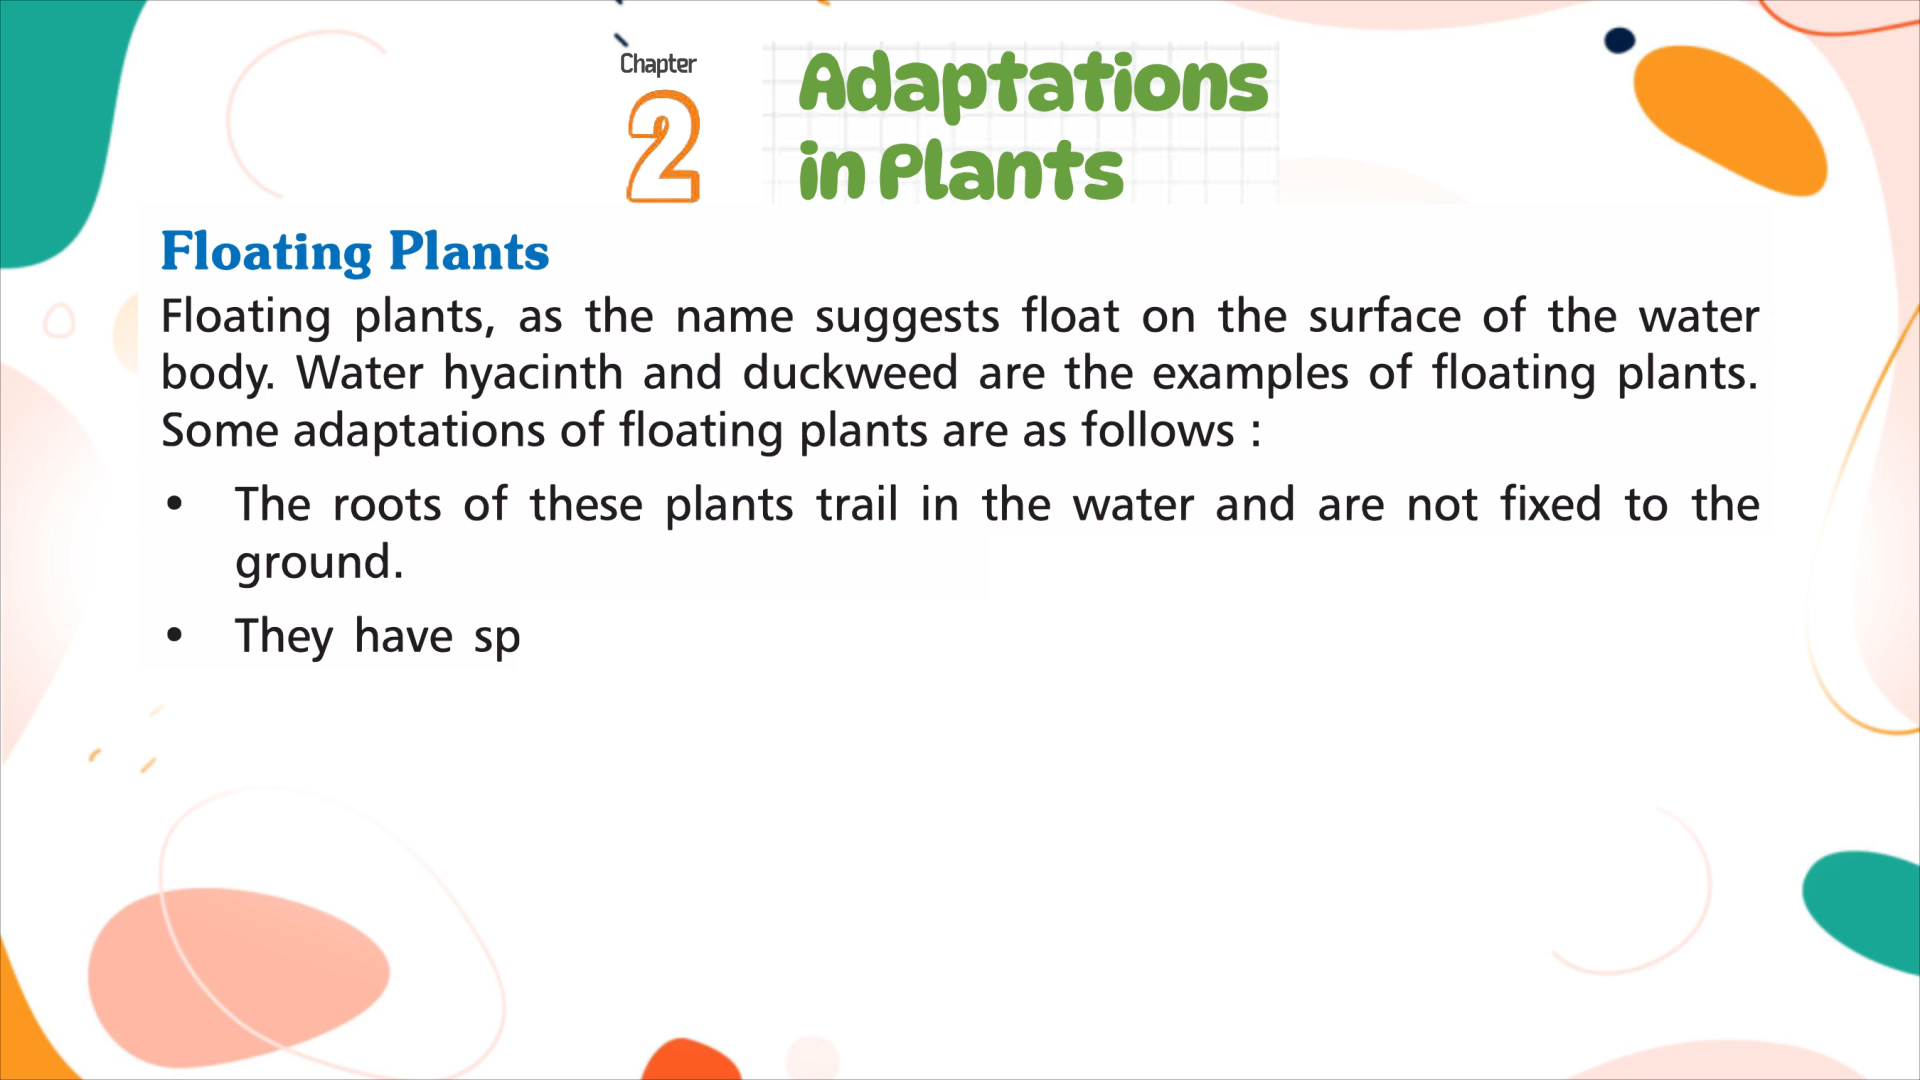 Chapter
2
Adaptations
in Plants
Floating Plants
Floating plants, as the name suggests float on the surface of the water
body. Water hyacinth and duckweed are the examples of floating plants.
Some adaptations of floating plants are as follows :
• The roots of these plants trail in the water and are not fixed to the
ground.
• They have sp